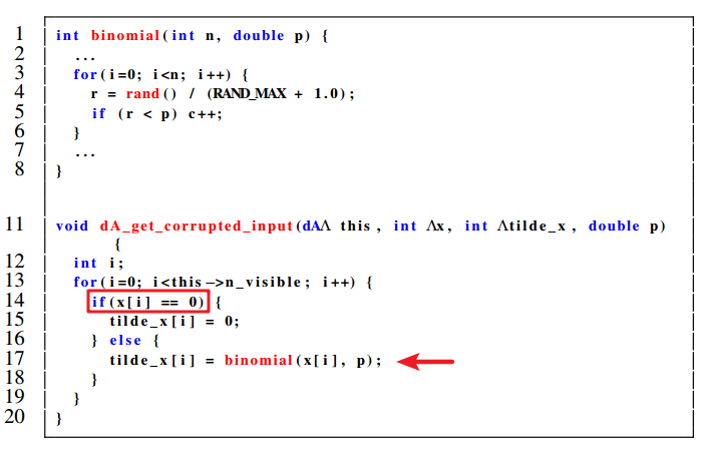 1 int binomial(int n, double p) {
2 ...
3 for(i=0; i<n; i++) {
4 r = rand() / (RAND_MAX + 1.0);
5 if (r < p) c++;
6 }
7 ...
8 }
11 void dA_get_corrupted_input(dAΛ this, int Λx, int Λtilde_x, double p)
{
12 int i;
13 for(i=0; i<this->n_visible; i++) {
14 if(x[i] == 0) {
15 tilde_x[i] = 0;
16 } else {
17 tilde_x[i] = binomial(x[i], p);
18 }
19 }
20 }